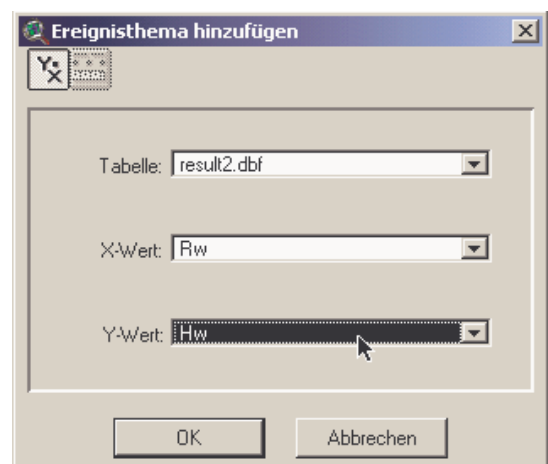 Ereignisthema hinzufügen
Y X
Tabelle: result2.dbf
X-Wert: Rw
Y-Wert: Hw
OK Abbrechen